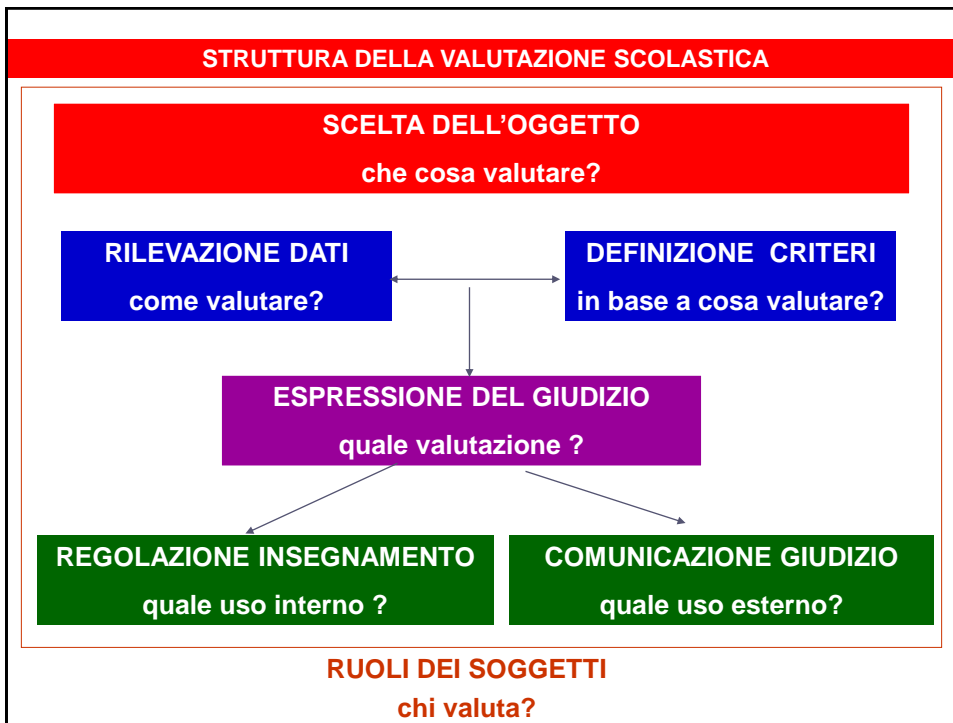 STRUTTURA DELLA VALUTAZIONE SCOLASTICA
SCELTA DELL’OGGETTO
che cosa valutare?
RILEVAZIONE DATI
come valutare?
DEFINIZIONE CRITERI
in base a cosa valutare?
ESPRESSIONE DEL GIUDIZIO
quale valutazione ?
REGOLAZIONE INSEGNAMENTO
quale uso interno ?
COMUNICAZIONE GIUDIZIO
quale uso esterno?
RUOLI DEI SOGGETTI
chi valuta?